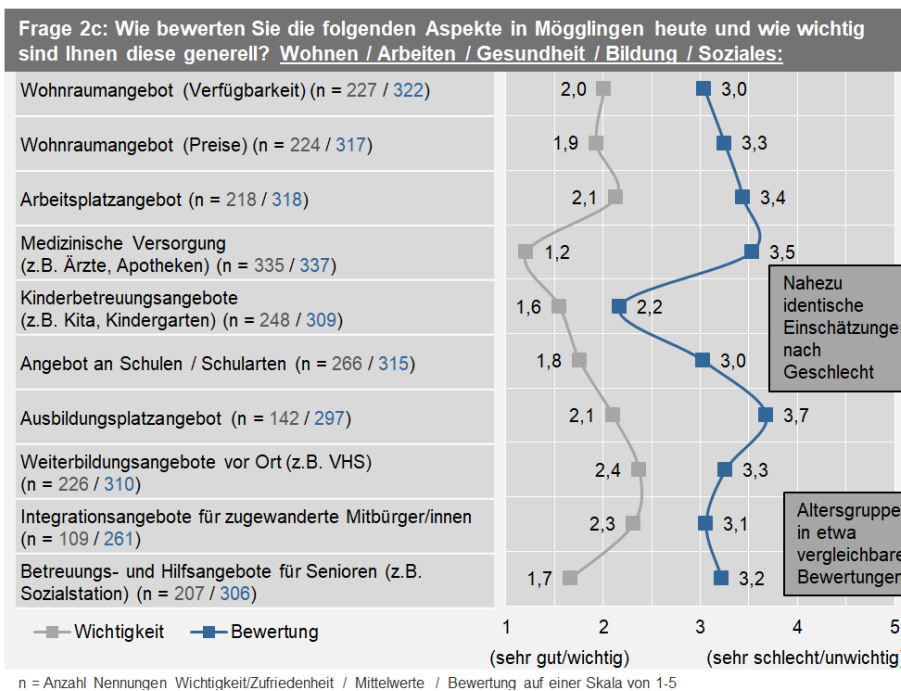 Frage 2c: Wie bewerten Sie die folgenden Aspekte in Mögglingen heute und wie wichtig
sind Ihnen diese generell? Wohnen / Arbeiten / Gesundheit / Bildung / Soziales:
Wohnraumangebot (Verfügbarkeit) (n = 227 / 322)
2,0
3,0
Wohnraumangebot (Preise) (n = 224 / 317)
1,9
3,3
Arbeitsplatzangebot (n = 218 / 318)
2,1
3,4
Medizinische Versorgung
(z.B. Ärzte, Apotheken) (n = 335 / 337)
1,2
3,5
Kinderbetreuungsangebote
(z.B. Kita, Kindergarten) (n = 248 / 309)
1,6
2,2
Angebot an Schulen / Schularten (n = 266 / 315)
1,8
3,0
Ausbildungsplatzangebot (n = 142 / 297)
2,1
3,7
Weiterbildungsangebote vor Ort (z.B. VHS)
(n = 226 / 310)
2,4
3,3
Integrationsangebote für zugewanderte Mitbürger/innen
(n = 109 / 261)
2,3
3,1
Betreuungs- und Hilfsangebote für Senioren (z.B.
Sozialstation) (n = 207 / 306)
1,7
3,2
Nahezu
identische
Einschätzunge
nach
Geschlecht
Altersgruppe
in etwa
vergleichbare
Bewertungen
Wichtigkeit
Bewertung
1 2 3 4 5
(sehr gut/wichtig) (sehr schlecht/unwichtig)
n = Anzahl Nennungen Wichtigkeit/Zufriedenheit / Mittelwerte / Bewertung auf einer Skala von 1-5